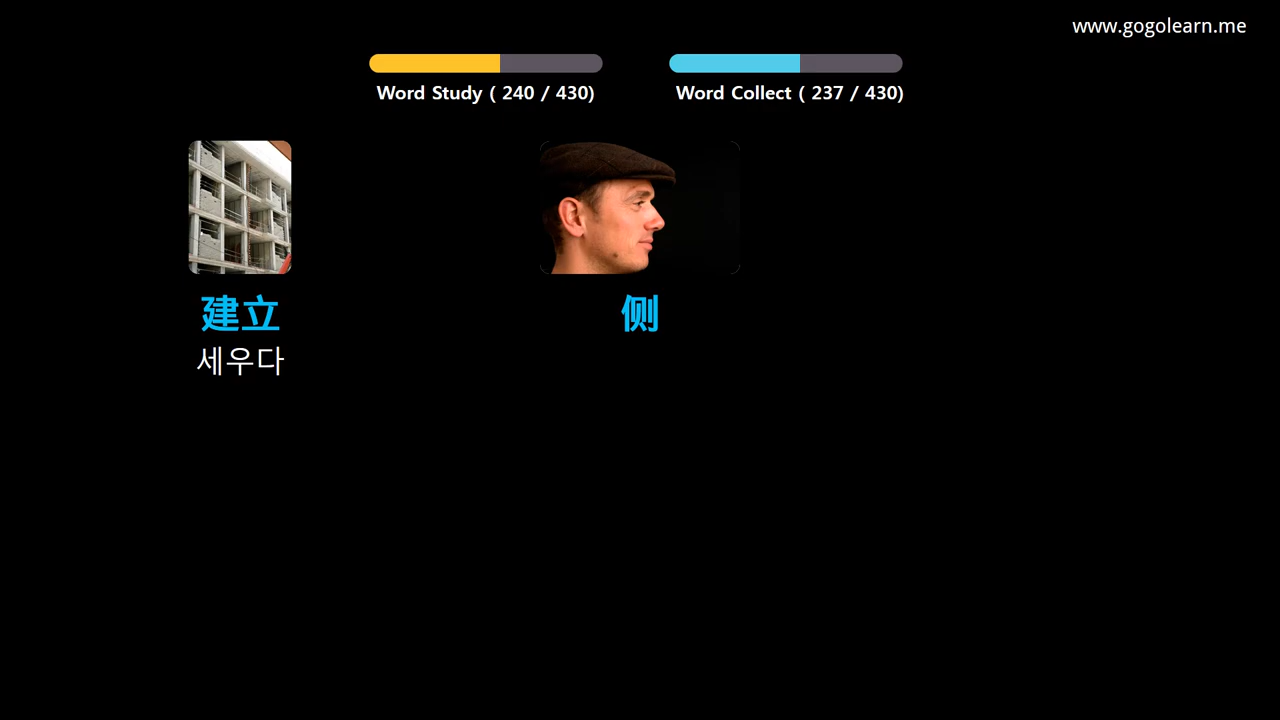 www.gogolearn.me
Word Study ( 240 / 430)
Word Collect ( 237 / 430)
建立
세우다
侧